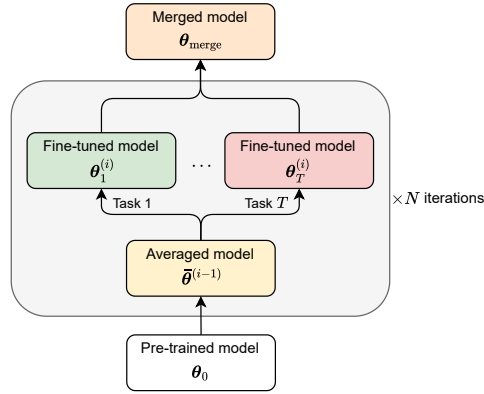 Merged model
θ_merge
Fine-tuned model
θ_1^(i)
...
Fine-tuned model
θ_T^(i)
×N iterations
Task 1
Task T
Averaged model
θ̄^(i−1)
Pre-trained model
θ_0